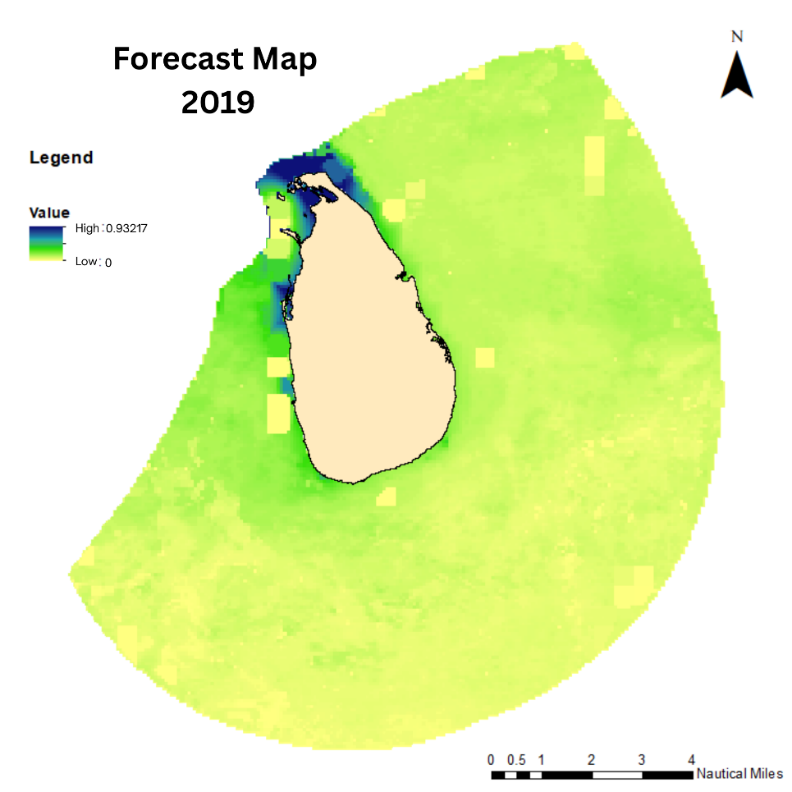 Forecast Map
2019
N
Legend
Value
High:0.93217
Low: 0
0 0.5 1 2 3 4
Nautical Miles